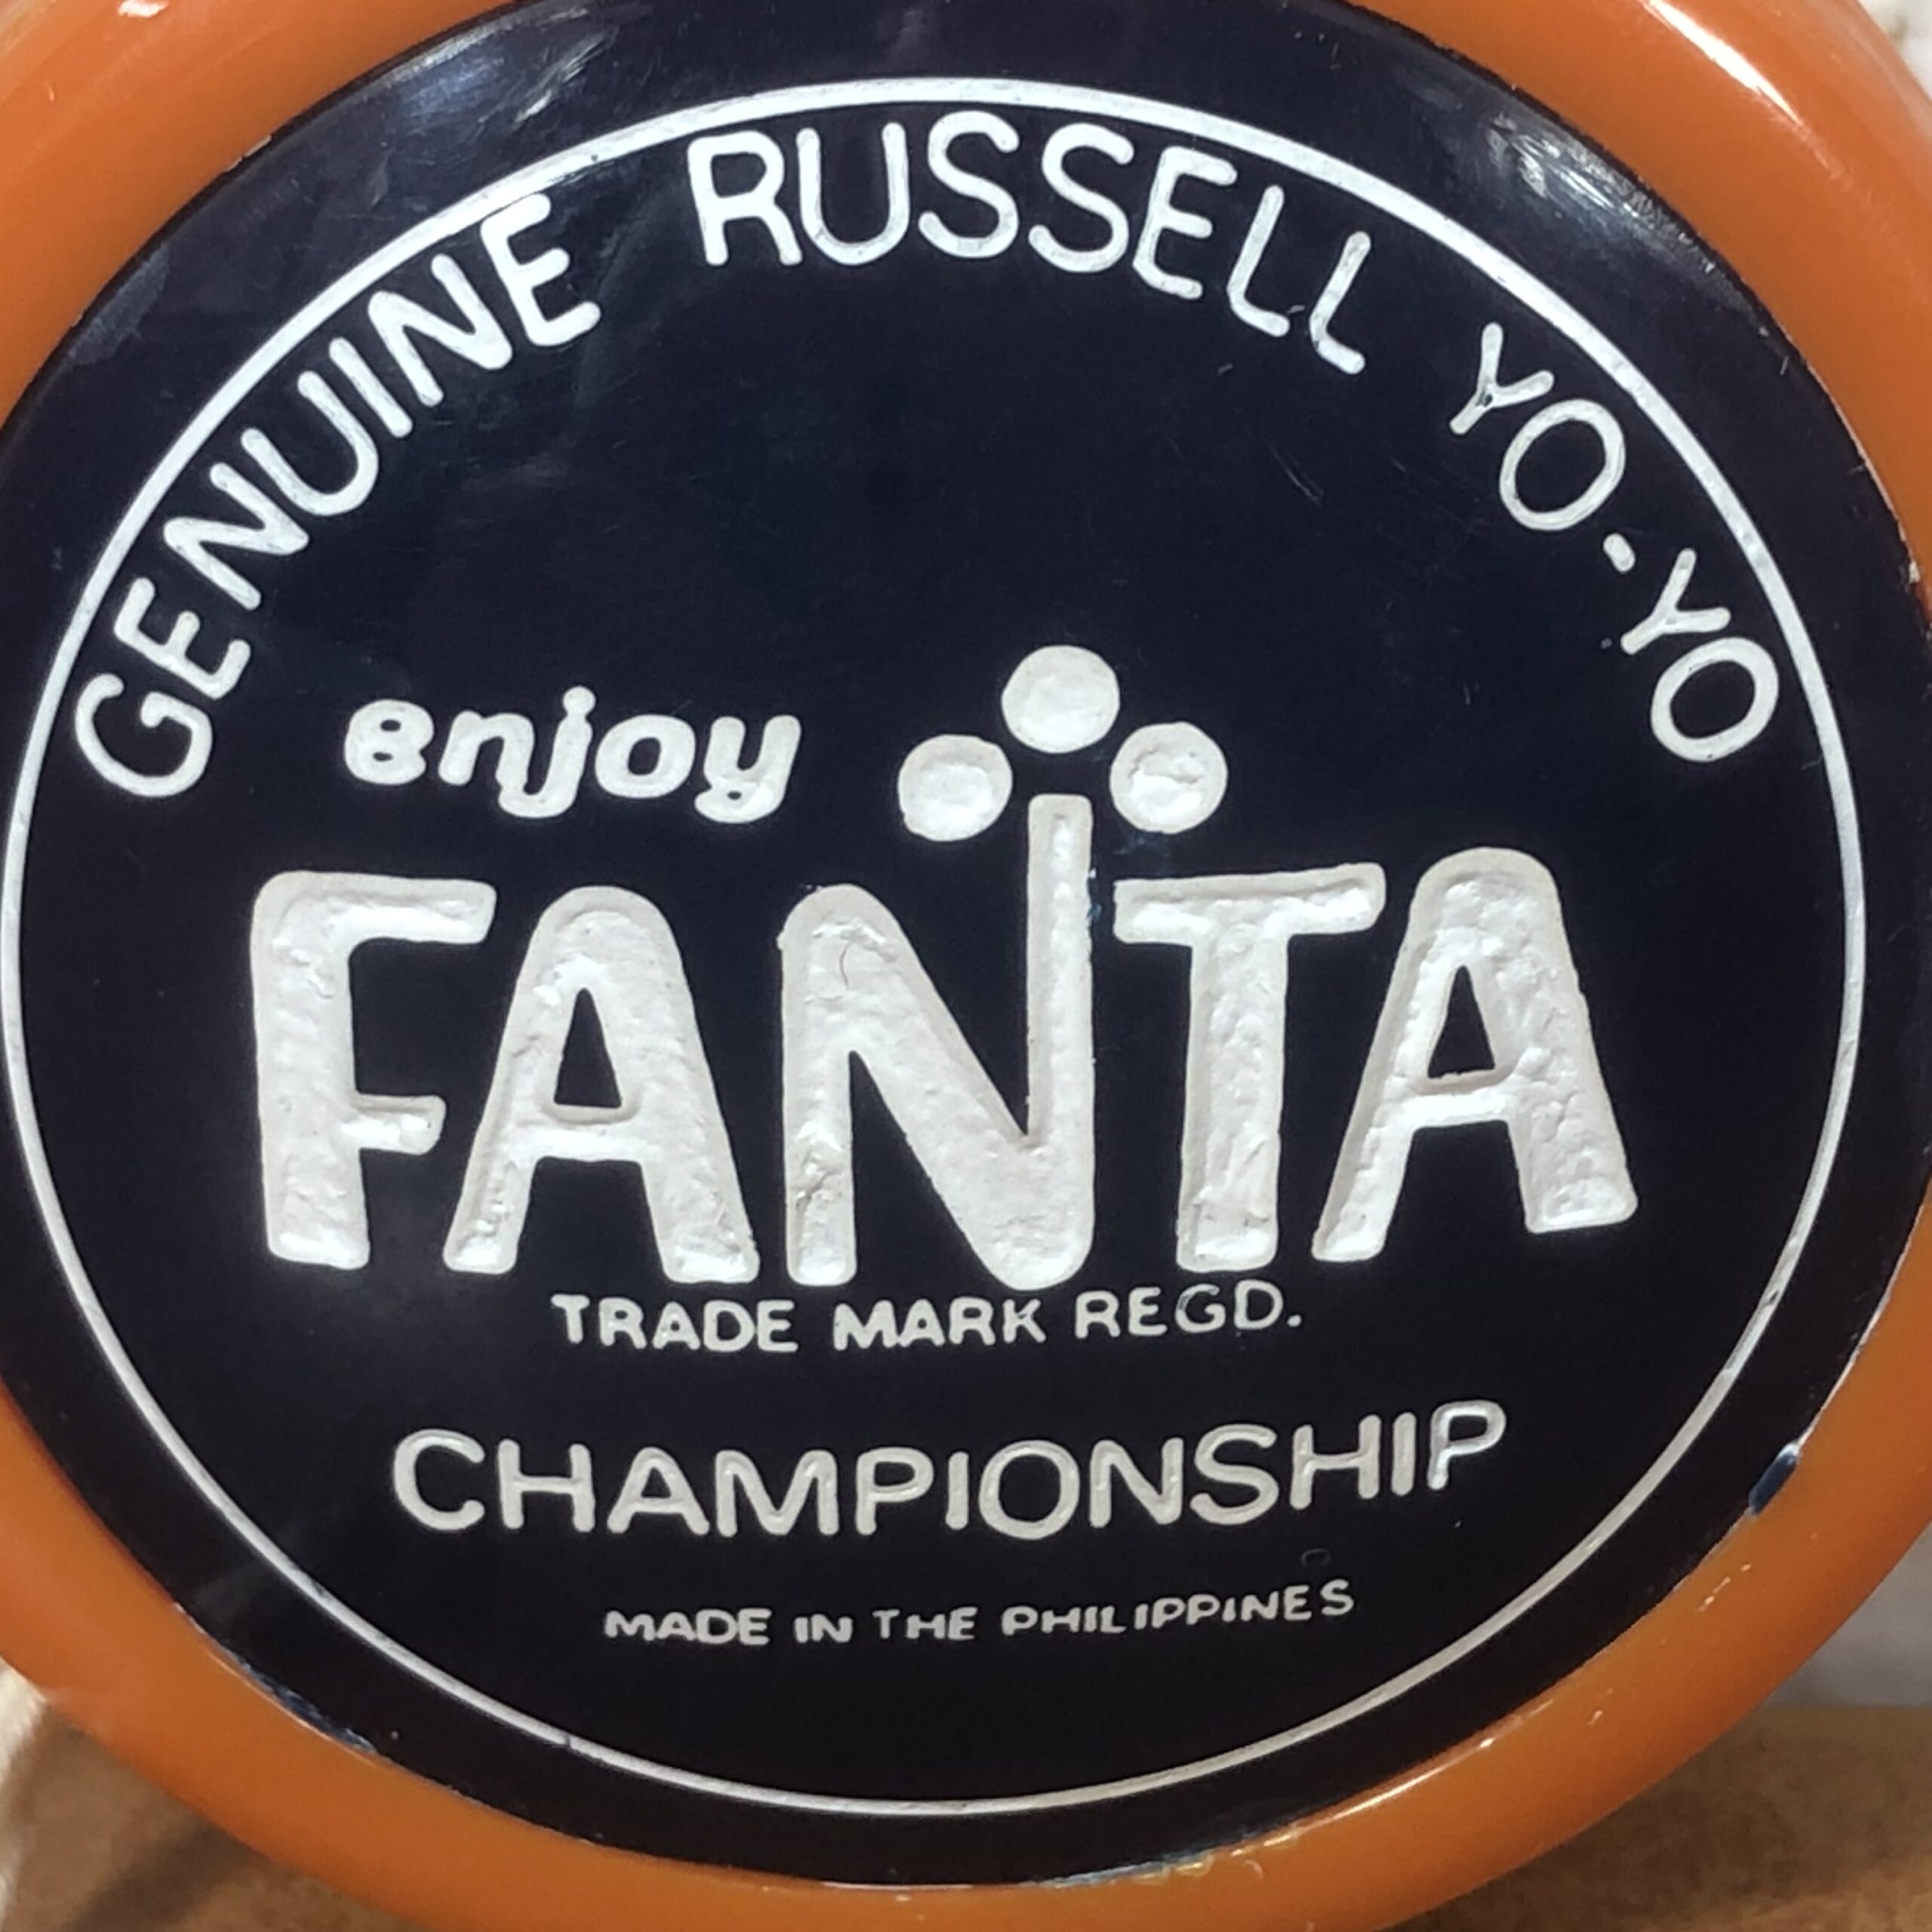 GENUINE RUSSELL YO-YO
enjoy
FANTA
TRADE MARK REGD.
CHAMPIONSHIP
MADE IN THE PHILIPPINES